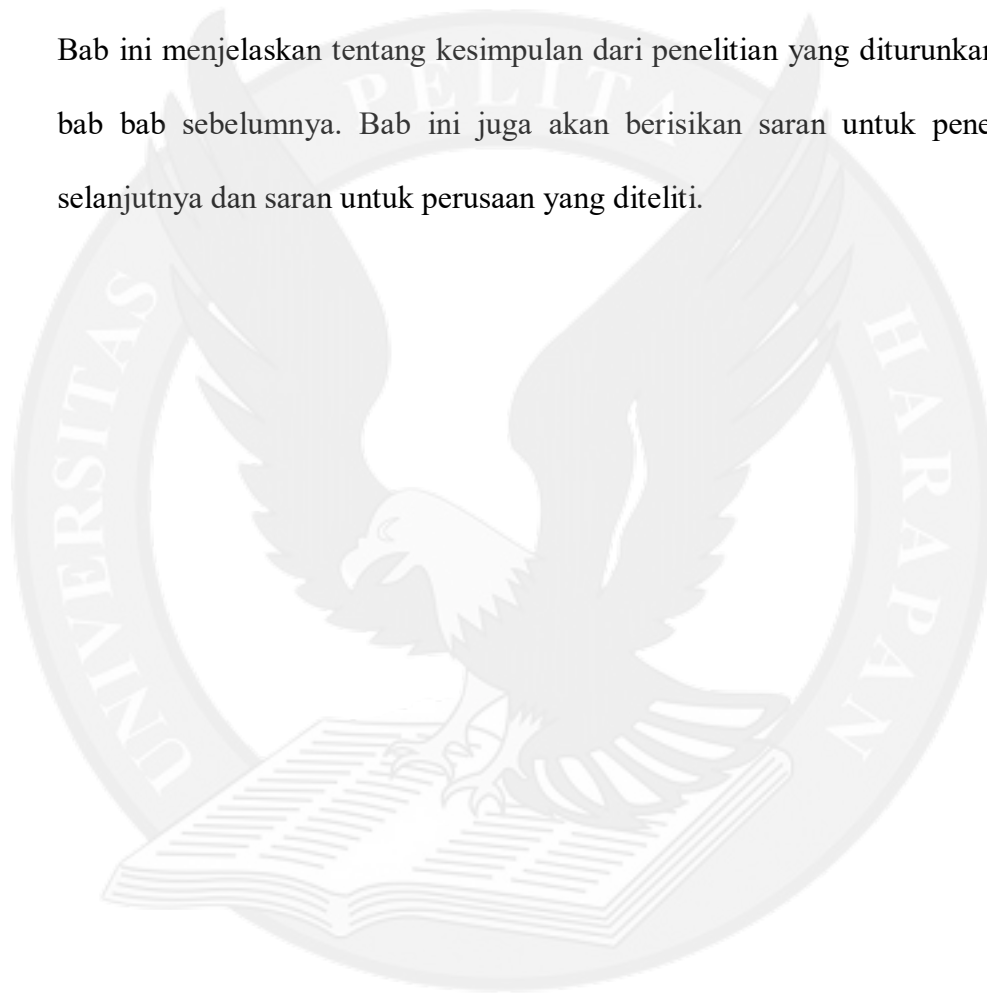 Bab ini menjelaskan tentang kesimpulan dari penelitian yang diturunkan
bab bab sebelumnya. Bab ini juga akan berisikan saran untuk pene
selanjutnya dan saran untuk perusaan yang diteliti.
UNIVERSITAS PELITA HARAPAN